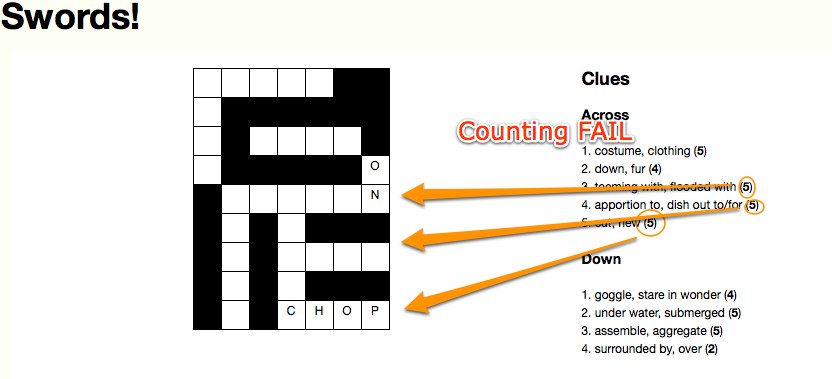 Swords!
Clues
Across
Counting FAIL
1. costume, clothing (5)
2. down, fur (4)
3. teeming with, flooded with (5)
4. apportion to, dish out to/for (5)
5. cut, hew (5)
Down
1. goggle, stare in wonder (4)
2. under water, submerged (5)
3. assemble, aggregate (5)
4. surrounded by, over (2)
O
N
C H O P